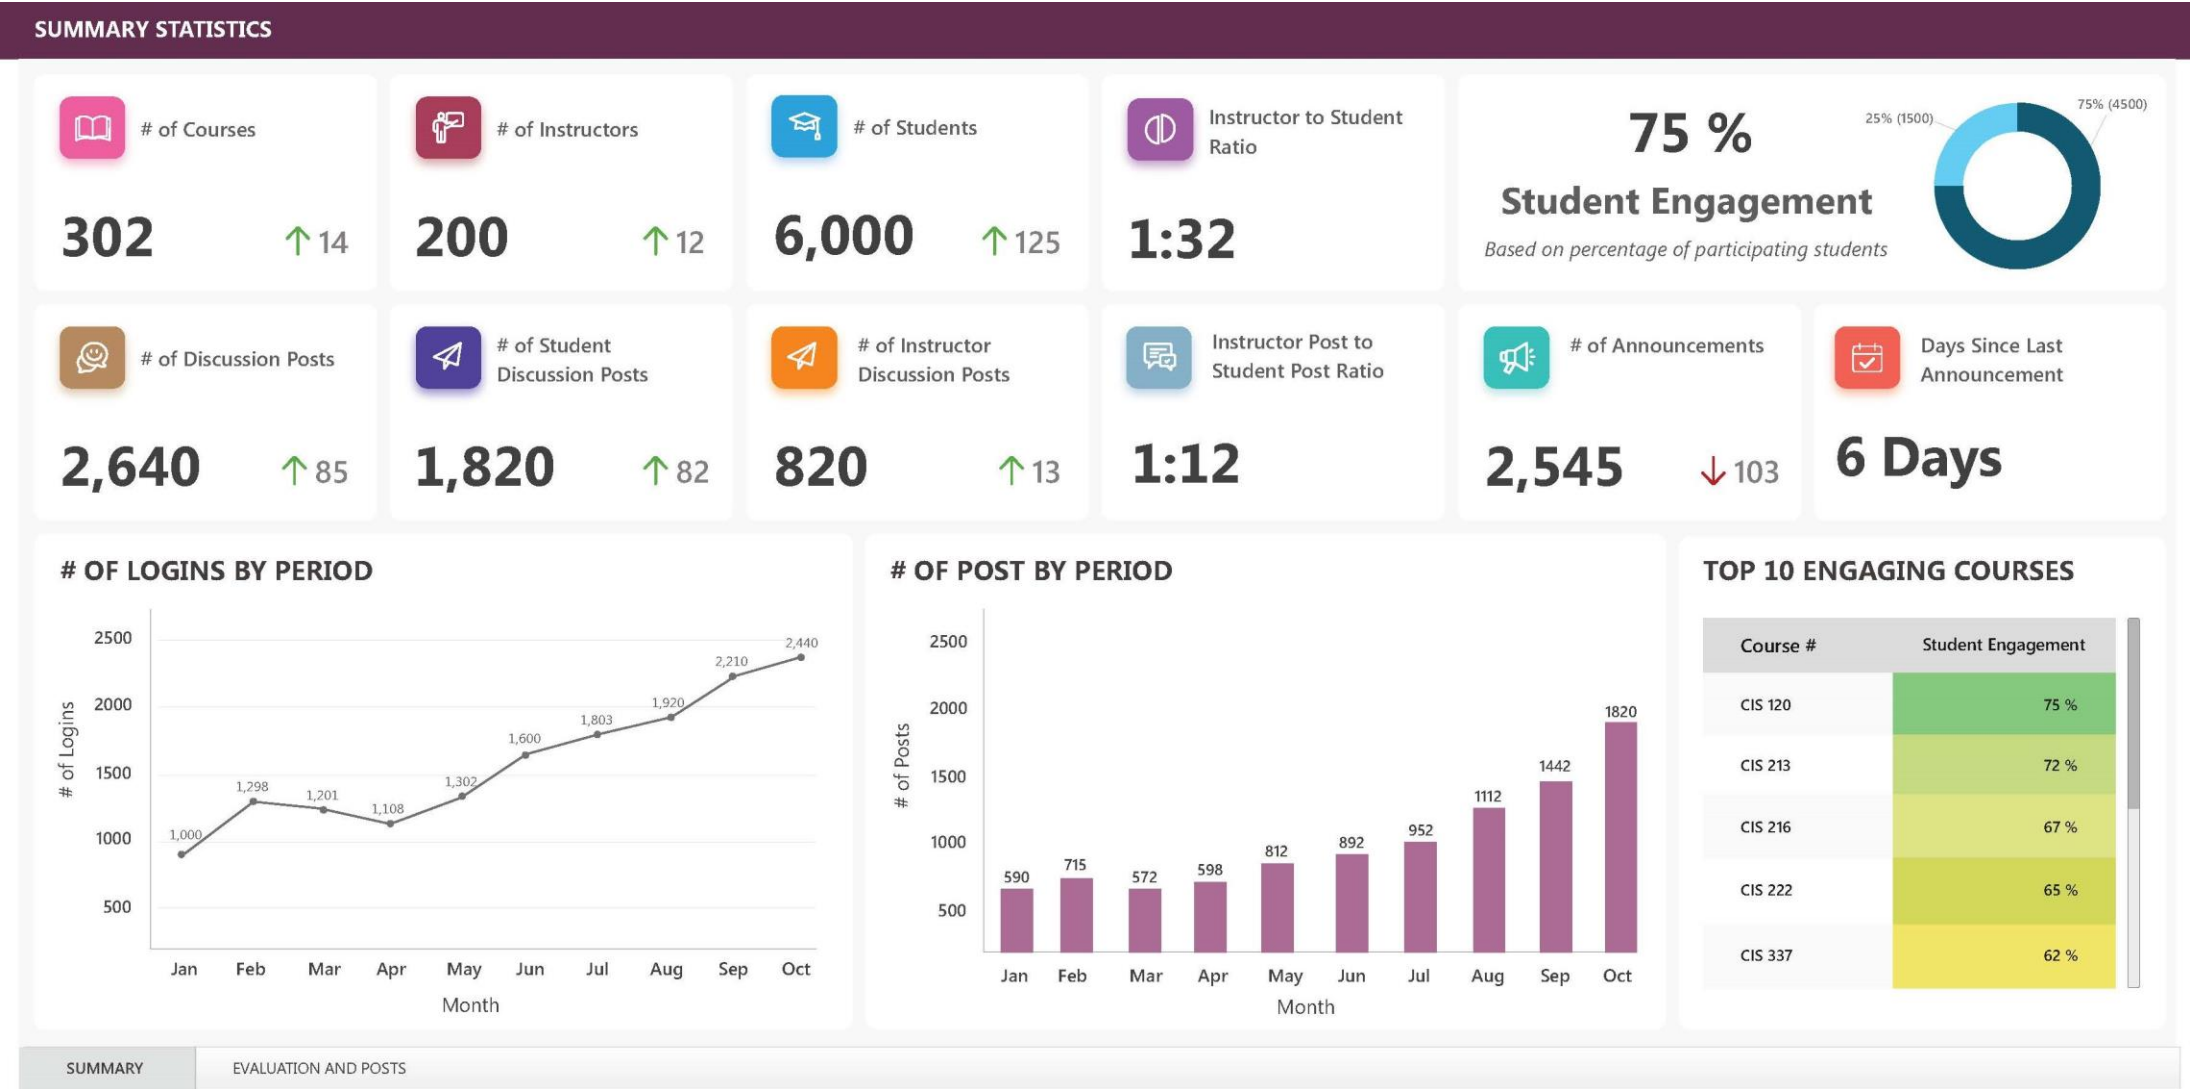 SUMMARY STATISTICS
# of Courses
302
14
# of Instructors
200
12
# of Students
6,000
125
Instructor to Student
Ratio
1:32
75 %
Student Engagement
Based on percentage of participating students
25% (1500)
75% (4500)
# of Discussion Posts
2,640
85
# of Student
Discussion Posts
1,820
82
# of Instructor
Discussion Posts
820
13
Instructor Post to
Student Post Ratio
1:12
# of Announcements
2,545
103
Days Since Last
Announcement
6 Days
# OF LOGINS BY PERIOD
# of Logins
2500
2000
1500
1000
500
1,000
1,298
1,201
1,108
1,302
1,600
1,803
1,920
2,210
2,440
Jan Feb Mar Apr May Jun Jul Aug Sep Oct
Month
# OF POST BY PERIOD
# of Posts
2500
2000
1500
1000
500
590
715
572
598
812
892
952
1112
1442
1820
Jan Feb Mar Apr May Jun Jul Aug Sep Oct
Month
TOP 10 ENGAGING COURSES
Course # Student Engagement
CIS 120 75 %
CIS 213 72 %
CIS 216 67 %
CIS 222 65 %
CIS 337 62 %
SUMMARY EVALUATION AND POSTS